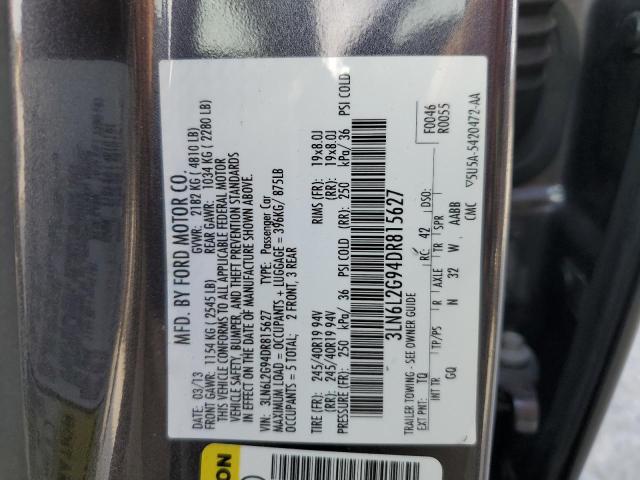 MFD. BY FORD MOTOR CO.
DATE: 03/13 GVWR: 2182 KG ( 4810 LB)
FRONT GAWR: 1154 KG ( 2545 LB) REAR GAWR: 1034 KG ( 2280 LB)
THIS VEHICLE CONFORMS TO ALL APPLICABLE FEDERAL MOTOR
VEHICLE SAFETY, BUMPER, AND THEFT PREVENTION STANDARDS
IN EFFECT ON THE DATE OF MANUFACTURE SHOWN ABOVE.
VIN: 3LN6L2G94DR815627 TYPE: Passenger Car
MAXIMUM LOAD = OCCUPANTS + LUGGAGE = 396KG/ 875LB
OCCUPANTS = 5 TOTAL; 2 FRONT, 3 REAR
TIRE (FR): 245/40R19 94V RIMS (FR): 19x8.0J
(RR): 245/40R19 94V (RR): 19x8.0J
PRESSURE (FR): 250 kPa/ 36 PSI COLD (RR): 250 kPa/ 36 PSI COLD
3LN6L2G94DR815627
F0046
R0055
TRAILER TOWING - SEE OWNER GUIDE
EXT PNT: TQ RC: 42 DSO:
INT TR TP/PS R AXLE TR SPR
GQ N 32 W, AABB
CMC ▽5U5A-5420472-AA
ION